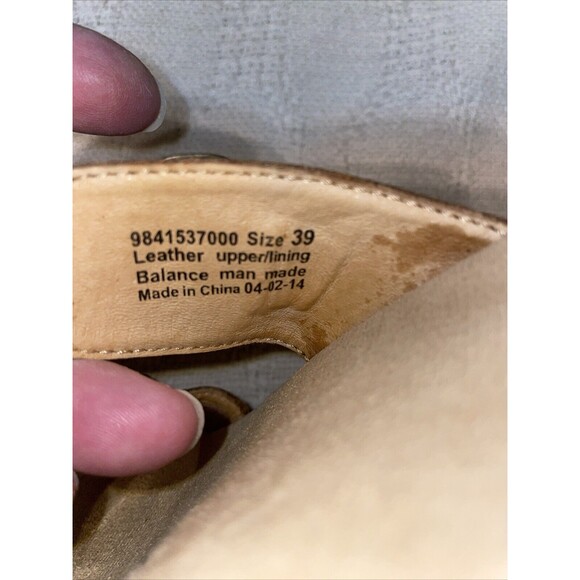 9841537000 Size 39
Leather upper/lining
Balance man made
Made in China 04-02-14